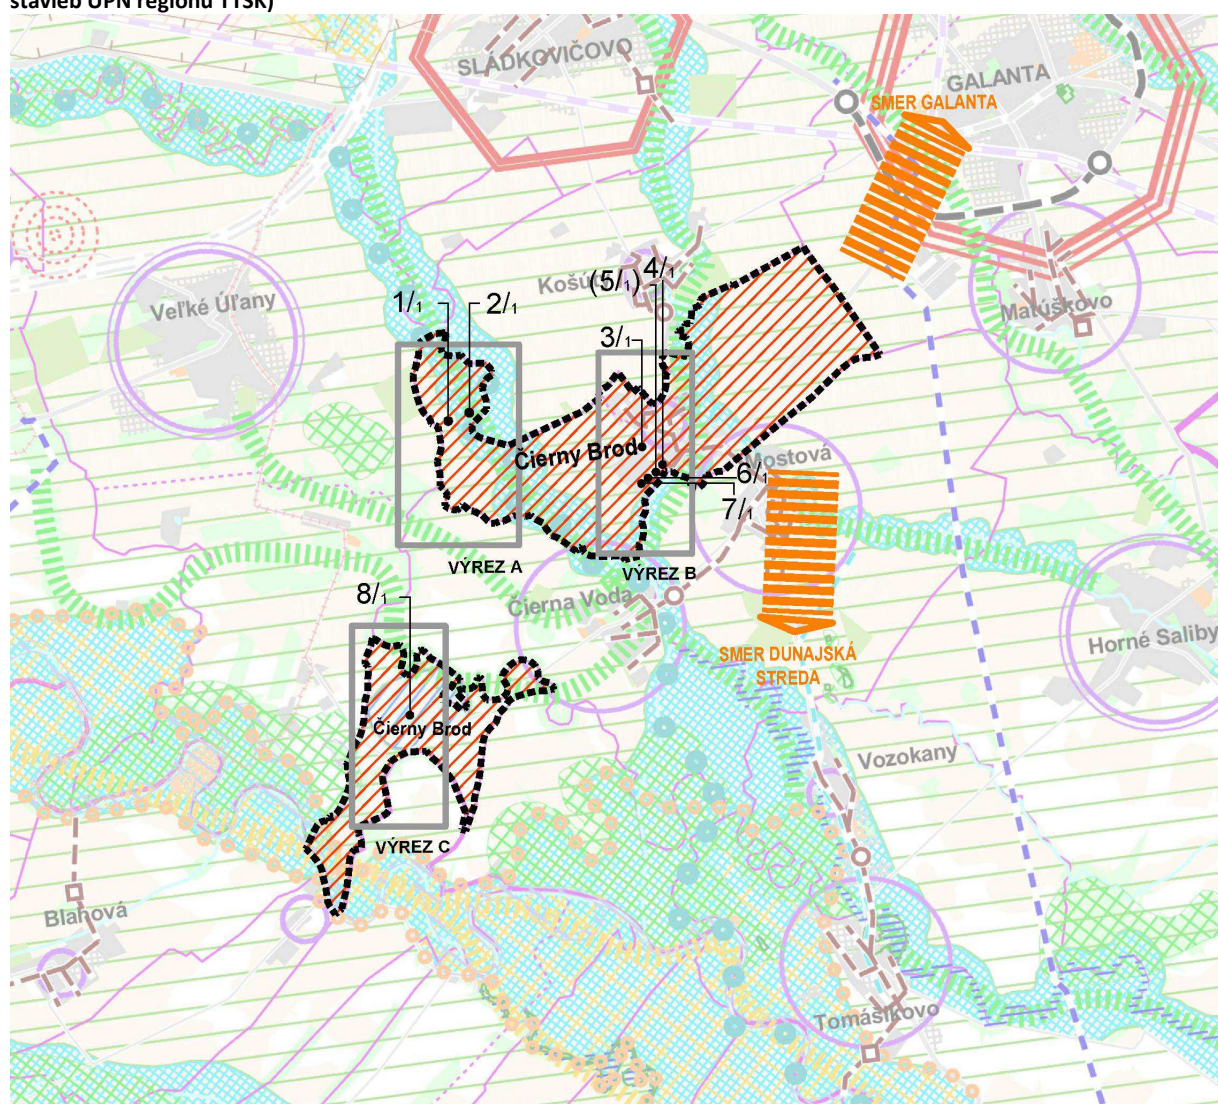 stavieb ÚPN regiónu TTSK)
SLÁDKOVIČOVO
GALANTA
SMER GALANTA
Veľké Úľany
1/1
2/1
(5/1)
4/1
3/1
Matúškovo
Čierny Brod
Mostová
6/1
7/1
VÝREZ A
VÝREZ B
8/1
Čierna Voda
Horné Saliby
SMER DUNAJSKÁ
STREDA
Čierny Brod
Vozokany
VÝREZ C
Blahová
Tomášikovo